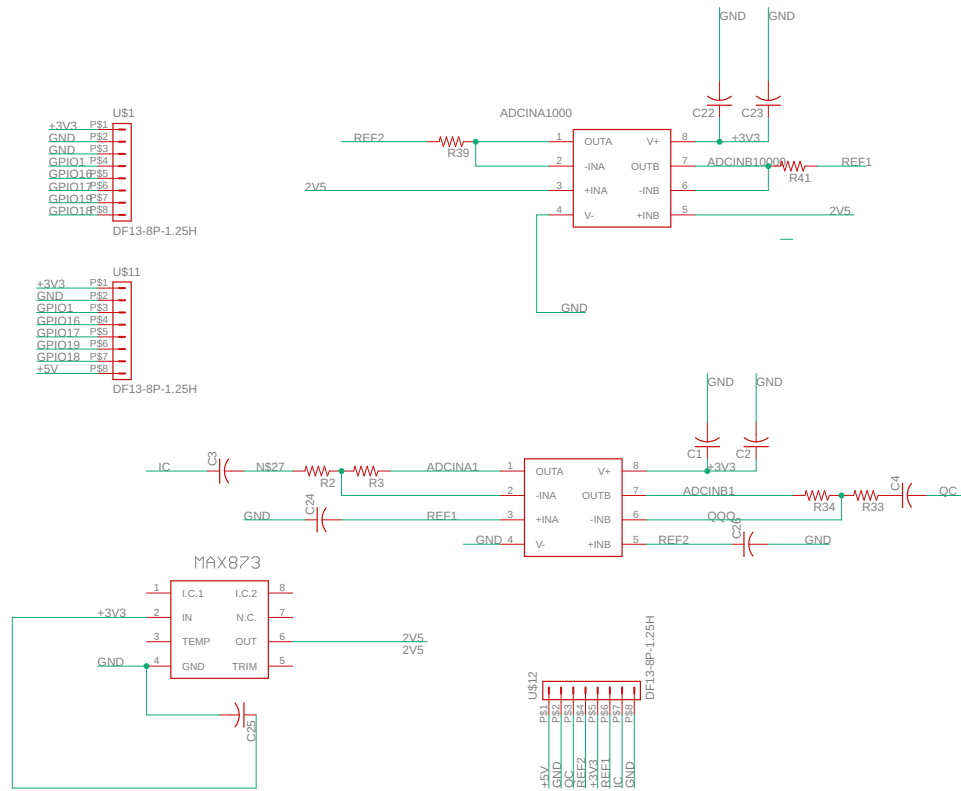 GND
GND
C22
C23
U$1
+3V3 P$1
GND P$2
GND P$3
GPIO1 P$4
GPIO16 P$5
GPIO17 P$6
GPIO19 P$7
GPIO18 P$8
DF13-8P-1.25H
ADCINA1000
REF2
R39
2V5
1 OUTA V+ 8
2 -INA OUTB 7
3 +INA -INB 6
4 V- +INB 5
+3V3
ADCINB10000
R41
REF1
2V5
GND
U$11
+3V3 P$1
GND P$2
GPIO1 P$3
GPIO16 P$4
GPIO17 P$5
GPIO19 P$6
GPIO18 P$7
+5V P$8
DF13-8P-1.25H
GND
GND
C1
C2
+3V3
IC
C3
N$27
R2
R3
ADCINA1
C24
GND
REF1
GND
1 OUTA V+ 8
2 -INA OUTB 7
3 +INA -INB 6
4 V- +INB 5
ADCINB1
R34
R33
C4
QC
QQQ
C26
REF2
GND
MAX873
1 I.C.1 I.C.2 8
2 IN N.C. 7
3 TEMP OUT 6
4 GND TRIM 5
+3V3
GND
2V5
2V5
C25
U$12
DF13-8P-1.25H
P$1
P$2
P$3
P$4
P$5
P$6
P$7
P$8
+5V
GND
QC
REF2
+3V3
REF1
IC
GND